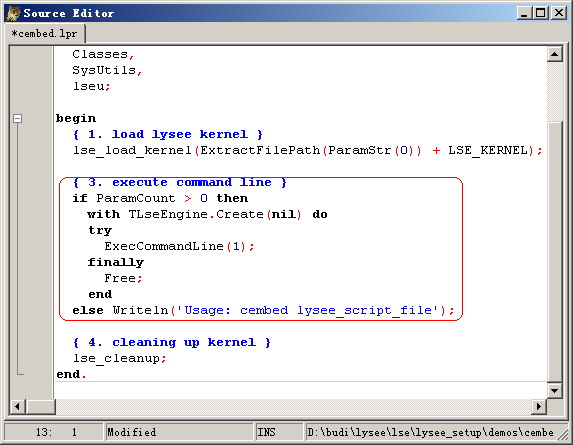 Source Editor
*cembed.lpr
Classes,
SysUtils,
lseu;
begin
{ 1. load lysee kernel }
lse_load_kernel(ExtractFilePath(ParamStr(0)) + LSE_KERNEL);
{ 3. execute command line }
if ParamCount > 0 then
with TLseEngine.Create(nil) do
try
ExecCommandLine(1);
finally
Free;
end
else Writeln('Usage: cembed lysee_script_file');
{ 4. cleaning up kernel }
lse_cleanup;
end.
13: 1 Modified INS D:\budi\lysee\lse\lysee_setup\demos\cembe